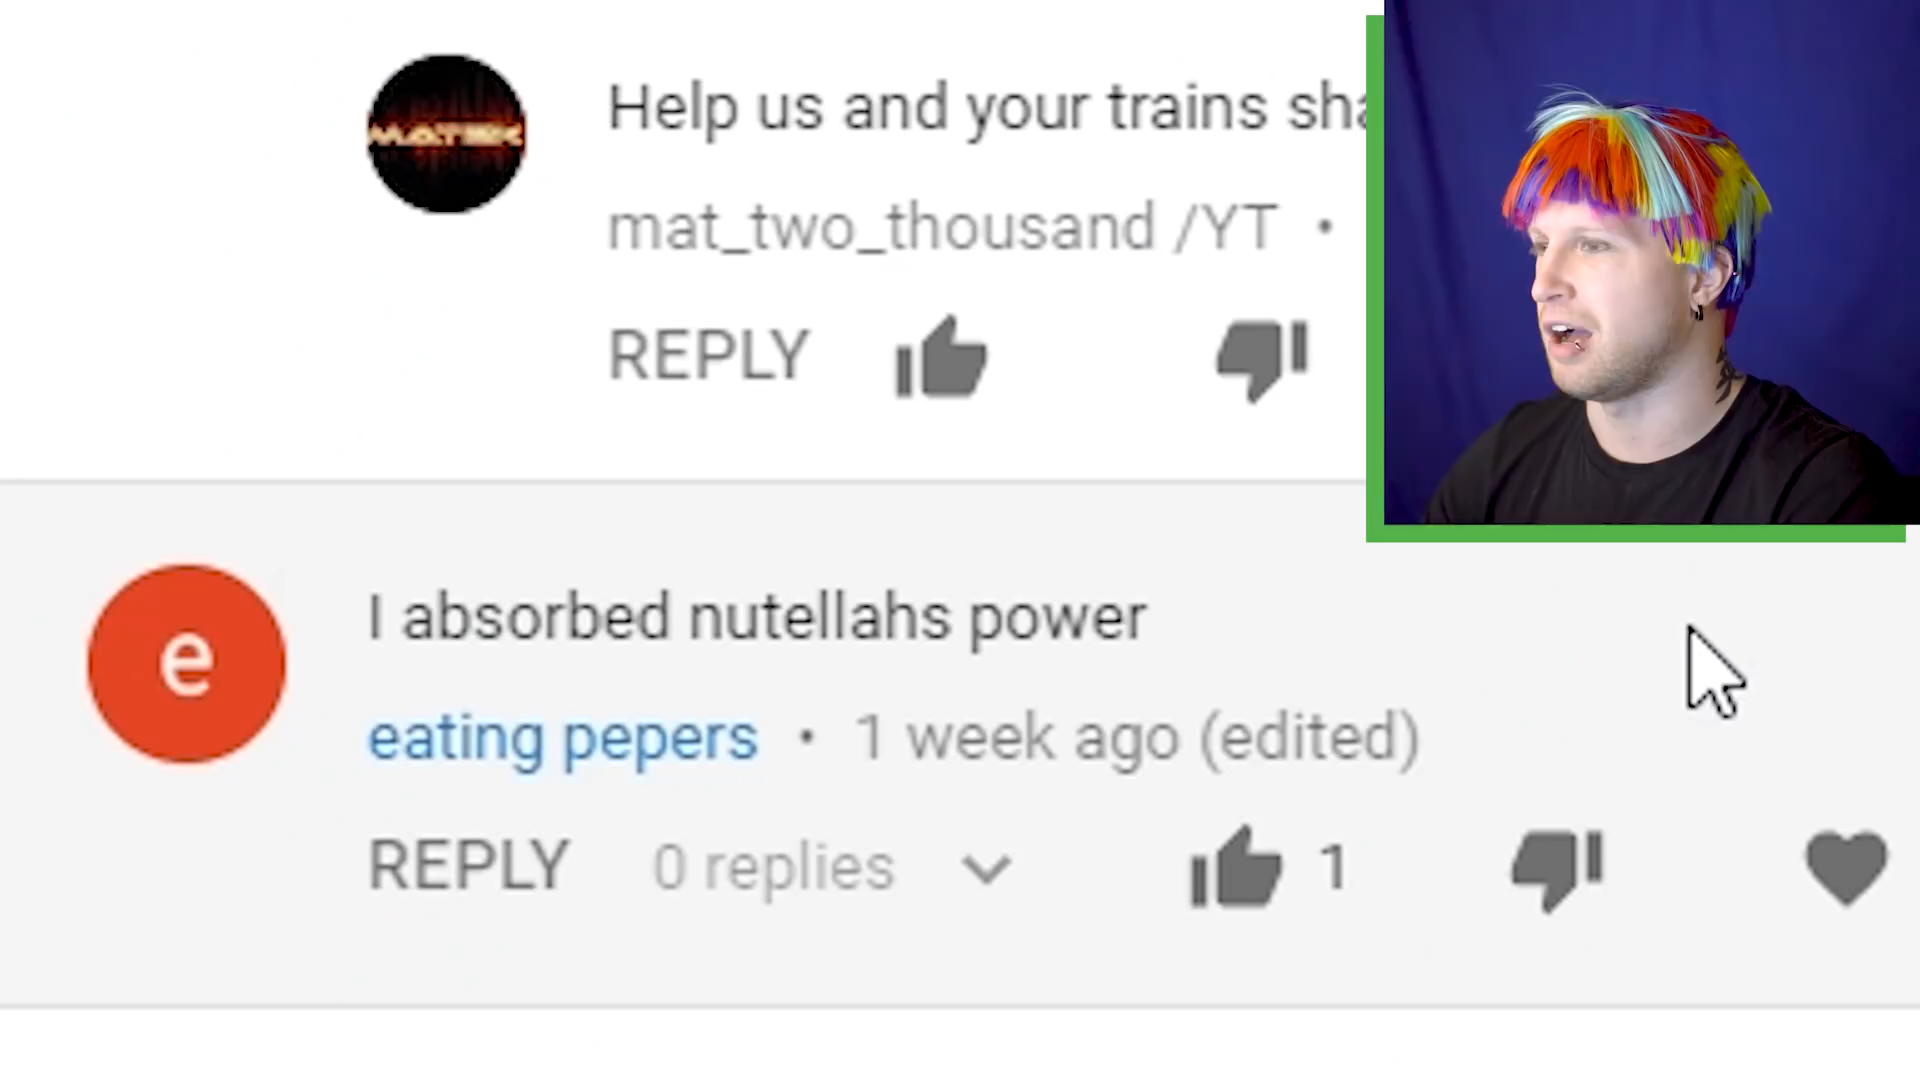 MATEK
Help us and your trains sha
mat_two_thousand /YT •
REPLY
e
I absorbed nutellahs power
eating pepers • 1 week ago (edited)
REPLY 0 replies 1